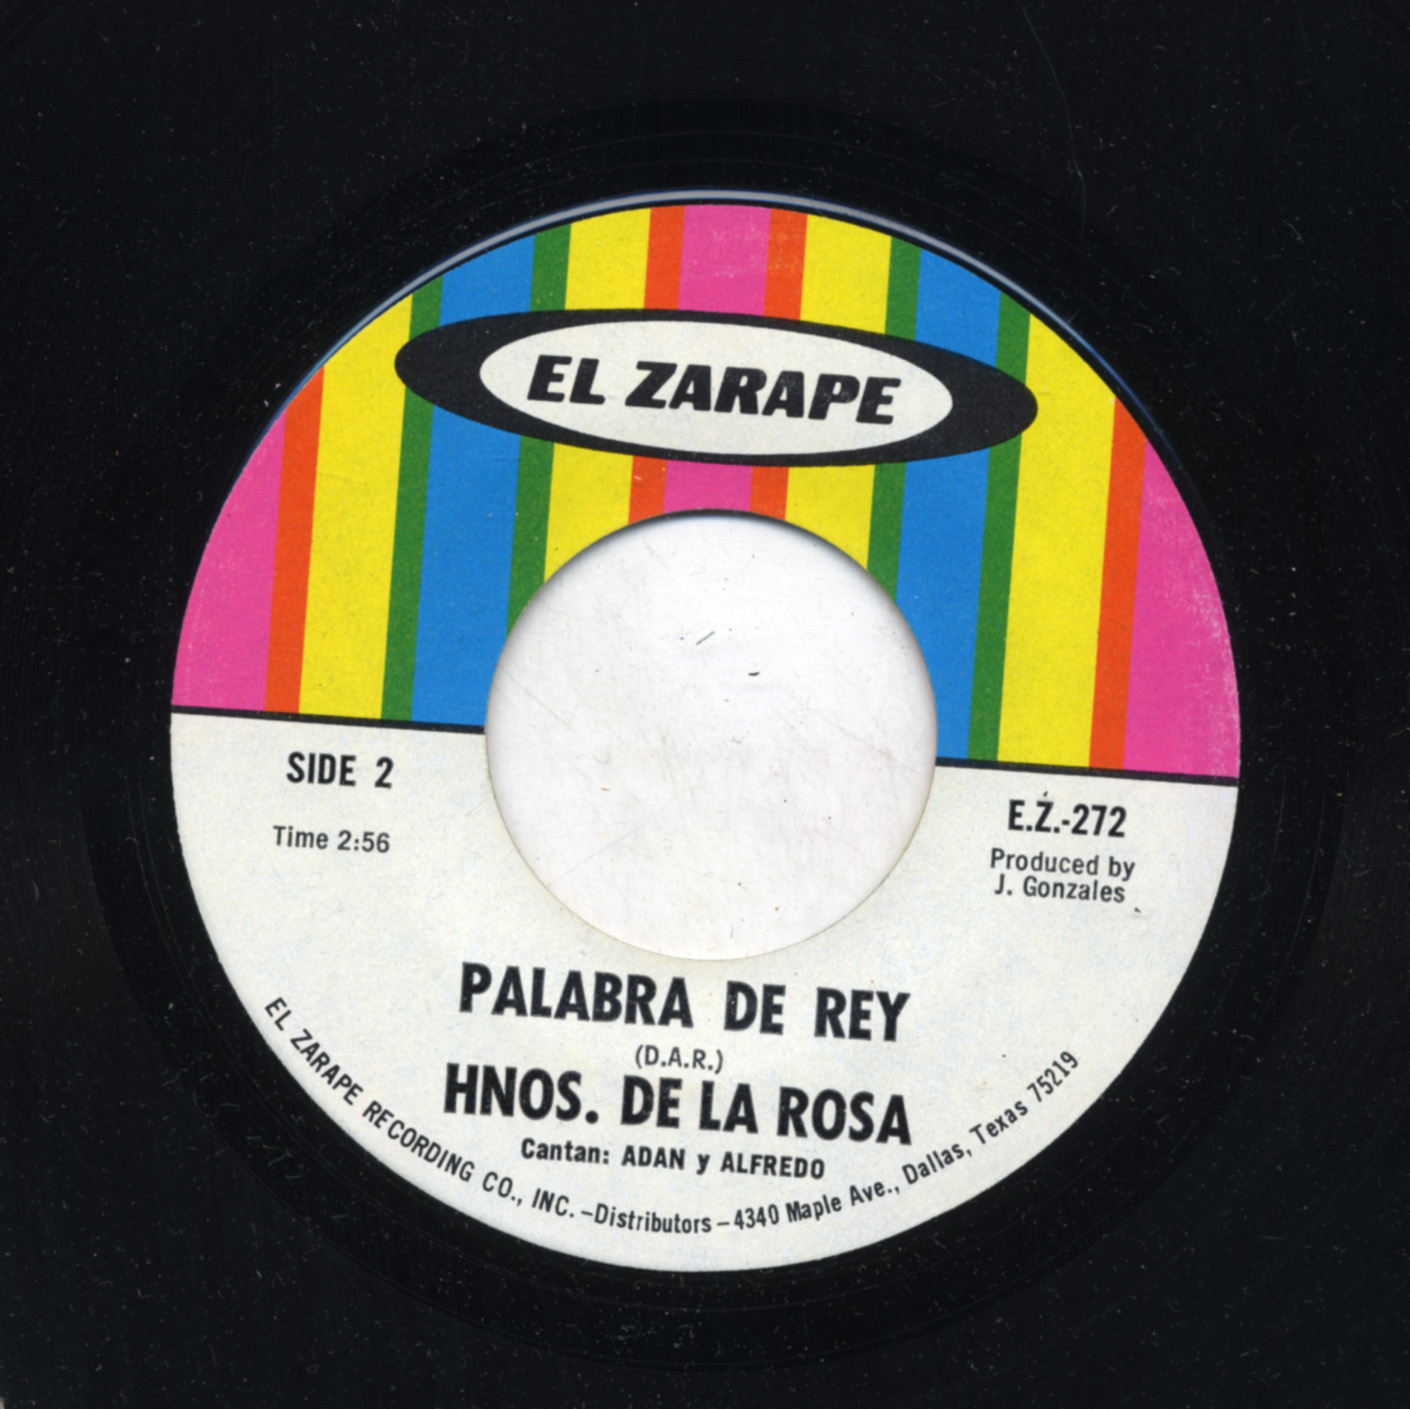 EL ZARAPE
SIDE 2
Time 2:56
E.Z.-272
Produced by
J. Gonzales
PALABRA DE REY
(D.A.R.)
HNOS. DE LA ROSA
Cantan: ADAN y ALFREDO
EL ZARAPE RECORDING CO., INC. –Distributors – 4340 Maple Ave., Dallas, Texas 75219